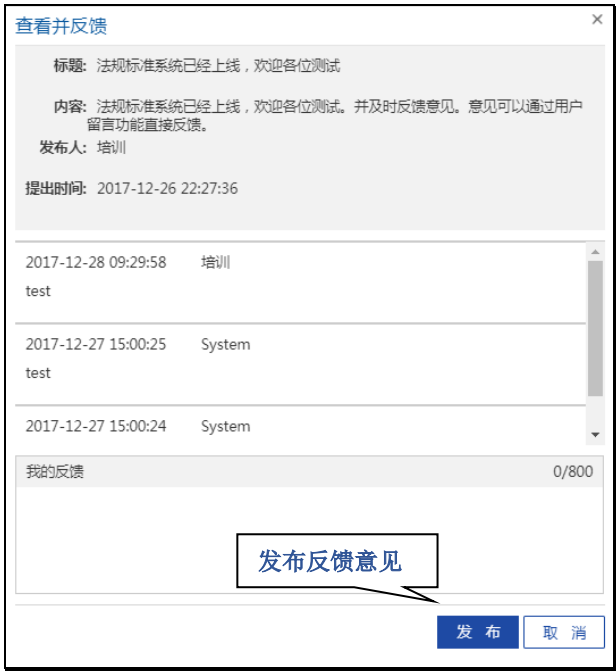 查看并反馈
×
标题: 法规标准系统已经上线，欢迎各位测试
内容: 法规标准系统已经上线，欢迎各位测试。并及时反馈意见。意见可以通过用户
留言功能直接反馈。
发布人: 培训
提出时间: 2017-12-26 22:27:36
2017-12-28 09:29:58 培训
test
2017-12-27 15:00:25 System
test
2017-12-27 15:00:24 System
我的反馈 0/800
发布反馈意见
发 布 取 消